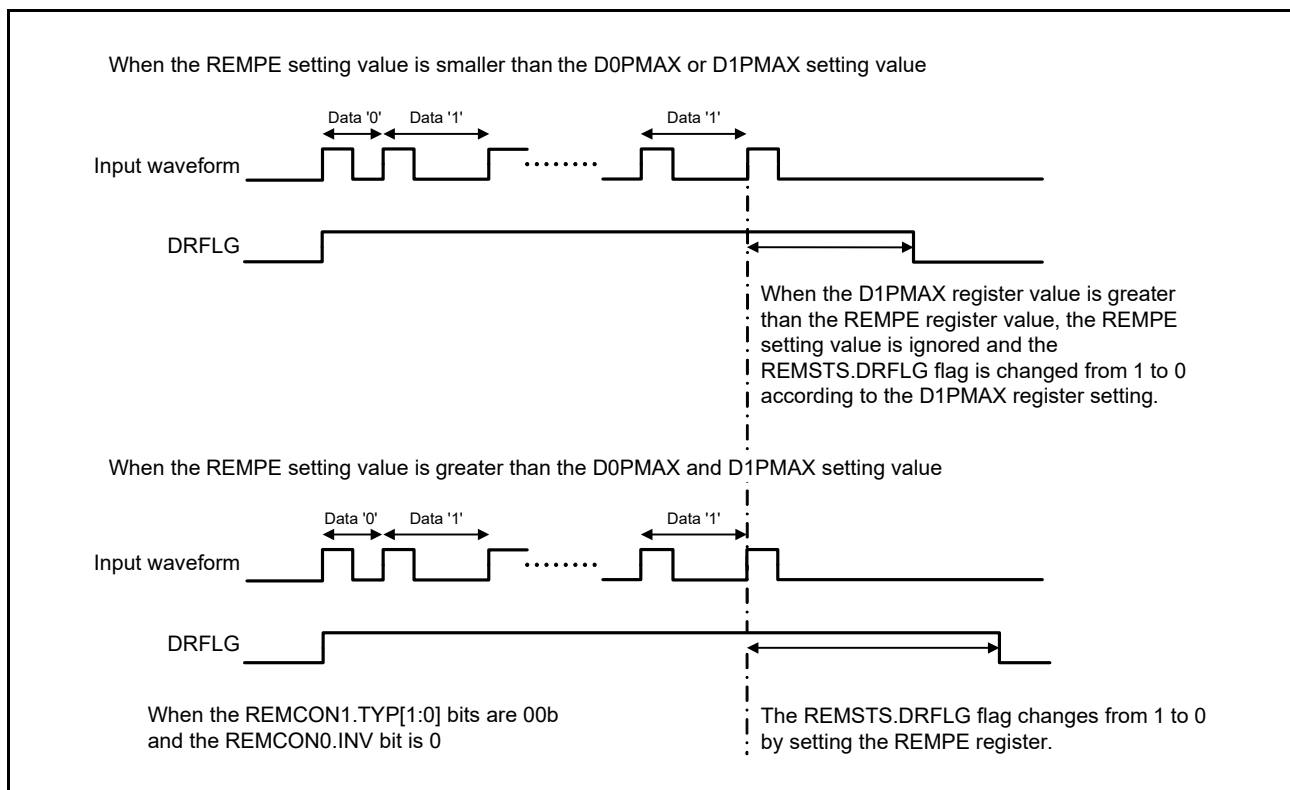 When the REMPE setting value is smaller than the D0PMAX or D1PMAX setting value
Data '0' Data '1' Data '1'
Input waveform
DRFLG
When the D1PMAX register value is greater
than the REMPE register value, the REMPE
setting value is ignored and the
REMSTS.DRFLG flag is changed from 1 to 0
according to the D1PMAX register setting.
When the REMPE setting value is greater than the D0PMAX and D1PMAX setting value
Data '0' Data '1' Data '1'
Input waveform
DRFLG
When the REMCON1.TYP[1:0] bits are 00b
and the REMCON0.INV bit is 0
The REMSTS.DRFLG flag changes from 1 to 0
by setting the REMPE register.